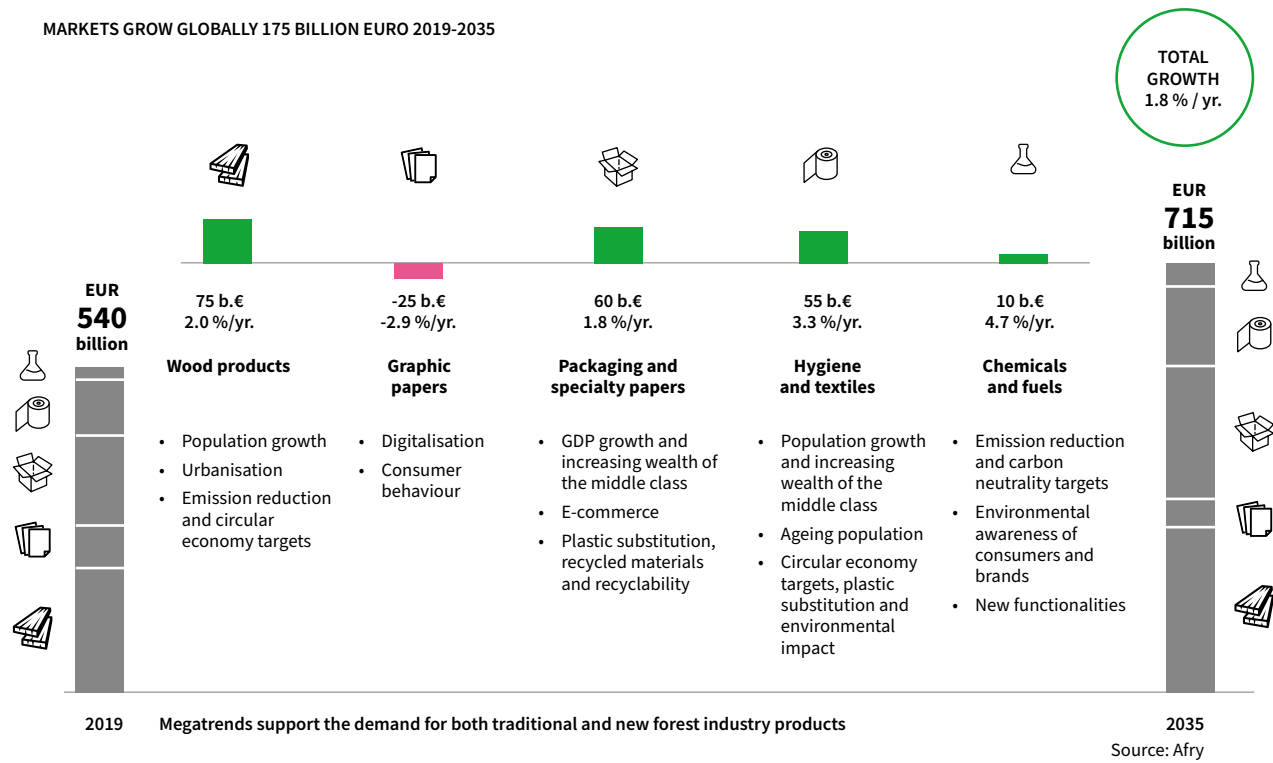 MARKETS GROW GLOBALLY 175 BILLION EURO 2019-2035
TOTAL
GROWTH
1.8 % / yr.
EUR
540
billion
75 b.€
2.0 %/yr.
Wood products
• Population growth
• Urbanisation
• Emission reduction
and circular
economy targets
-25 b.€
-2.9 %/yr.
Graphic
papers
• Digitalisation
• Consumer
behaviour
60 b.€
1.8 %/yr.
Packaging and
specialty papers
• GDP growth and
increasing wealth of
the middle class
• E-commerce
• Plastic substitution,
recycled materials
and recyclability
55 b.€
3.3 %/yr.
Hygiene
and textiles
• Population growth
and increasing
wealth of the
middle class
• Ageing population
• Circular economy
targets, plastic
substitution and
environmental
impact
10 b.€
4.7 %/yr.
Chemicals
and fuels
• Emission reduction
and carbon
neutrality targets
• Environmental
awareness of
consumers and
brands
• New functionalities
EUR
715
billion
2019
Megatrends support the demand for both traditional and new forest industry products
2035
Source: Afry